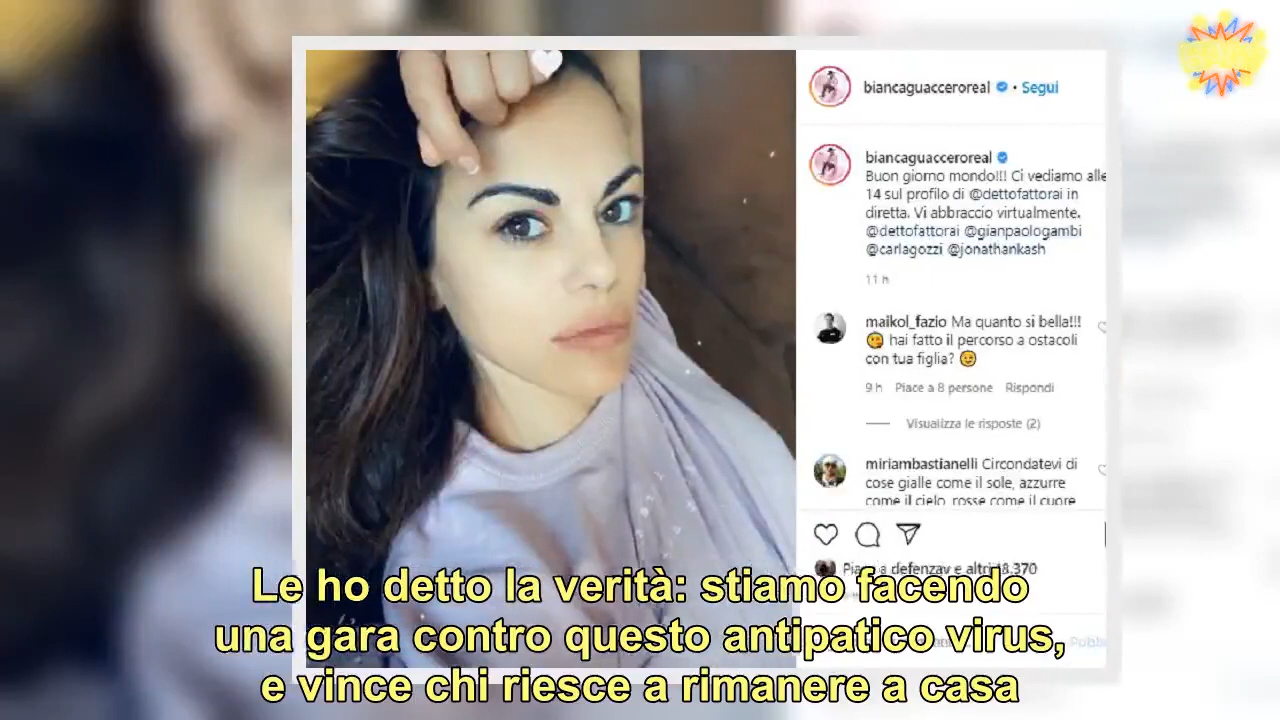 biancaguacceroreal • Segui
biancaguacceroreal
Buon giorno mondo!!! Ci vediamo alle
14 sul profilo di @dettofattorai in
diretta. Vi abbraccio virtualmente.
@dettofattorai @gianpaologambi
@carlagozzi @jonathankash
11 h
maikol_fazio Ma quanto si bella!!!
hai fatto il percorso a ostacoli
con tua figlia?
9 h Piace a 8 persone Rispondi
Visualizza le risposte (2)
miriambastianelli Circondatevi di
cose gialle come il sole, azzurre
come il cielo, rosse come il cuore
a defenzav e altri
Le ho detto la verità: stiamo facendo
una gara contro questo antipatico virus,
e vince chi riesce a rimanere a casa